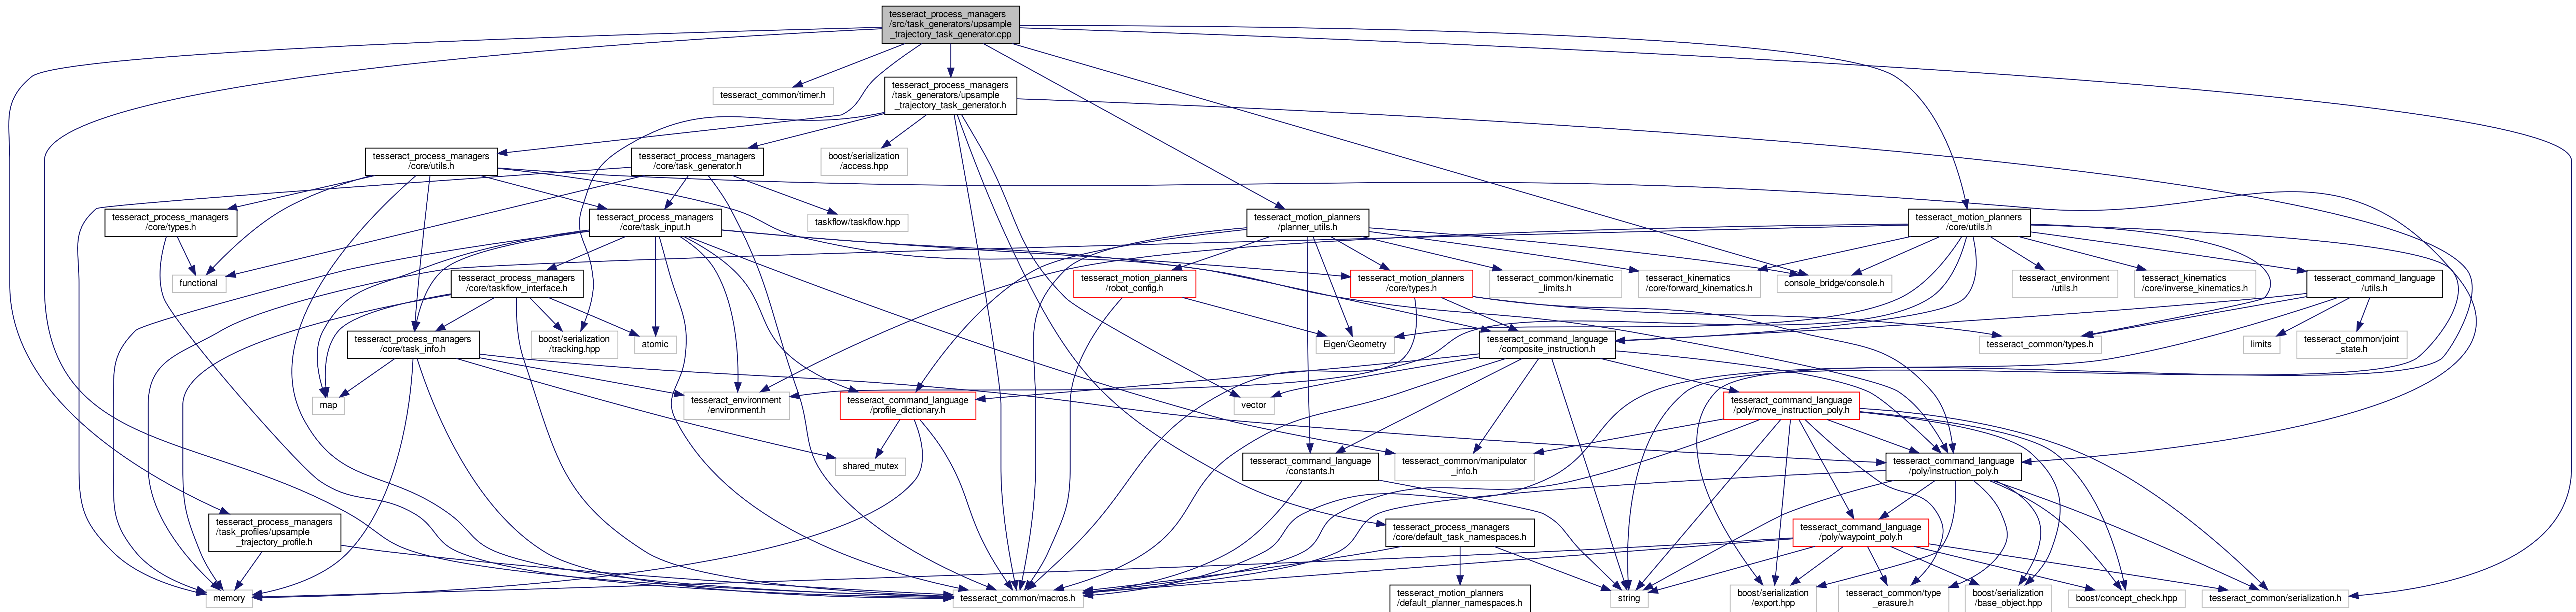 tesseract_process_managers
/src/task_generators/upsample
_trajectory_task_generator.cpp
tesseract_common/timer.h
tesseract_process_managers
/task_generators/upsample
_trajectory_task_generator.h
tesseract_process_managers
/core/utils.h
tesseract_process_managers
/core/task_generator.h
boost/serialization
/access.hpp
tesseract_process_managers
/core/types.h
tesseract_process_managers
/core/task_input.h
taskflow/taskflow.hpp
tesseract_motion_planners
/planner_utils.h
tesseract_motion_planners
/core/utils.h
functional
tesseract_process_managers
/core/taskflow_interface.h
tesseract_motion_planners
/robot_config.h
tesseract_motion_planners
/core/types.h
tesseract_common/kinematic
_limits.h
tesseract_kinematics
/core/forward_kinematics.h
console_bridge/console.h
tesseract_environment
/utils.h
tesseract_kinematics
/core/inverse_kinematics.h
tesseract_command_language
/utils.h
tesseract_process_managers
/core/task_info.h
boost/serialization
/tracking.hpp
atomic
Eigen/Geometry
tesseract_command_language
/composite_instruction.h
tesseract_common/types.h
limits
tesseract_common/joint
_state.h
map
tesseract_environment
/environment.h
tesseract_command_language
/profile_dictionary.h
vector
tesseract_command_language
/poly/move_instruction_poly.h
shared_mutex
tesseract_command_language
/constants.h
tesseract_common/manipulator
_info.h
tesseract_command_language
/poly/instruction_poly.h
tesseract_process_managers
/task_profiles/upsample
_trajectory_profile.h
tesseract_process_managers
/core/default_task_namespaces.h
tesseract_command_language
/poly/waypoint_poly.h
memory
tesseract_common/macros.h
tesseract_motion_planners
/default_planner_namespaces.h
string
boost/serialization
/export.hpp
tesseract_common/type
_erasure.h
boost/serialization
/base_object.hpp
boost/concept_check.hpp
tesseract_common/serialization.h